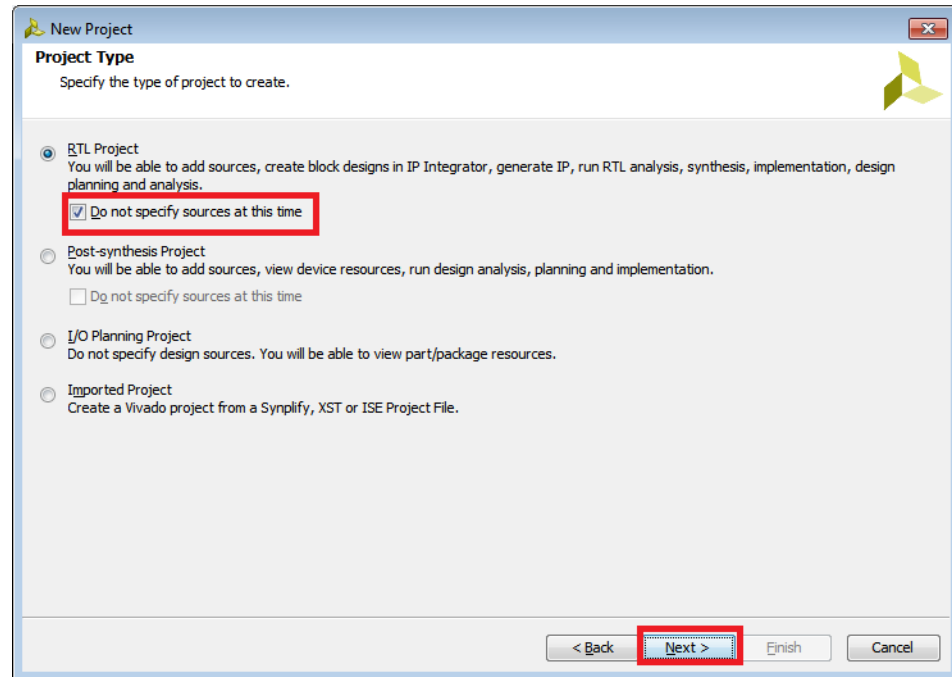 New Project
Project Type
Specify the type of project to create.
RTL Project
You will be able to add sources, create block designs in IP Integrator, generate IP, run RTL analysis, synthesis, implementation, design
planning and analysis.
Do not specify sources at this time
Post-synthesis Project
You will be able to add sources, view device resources, run design analysis, planning and implementation.
Do not specify sources at this time
I/O Planning Project
Do not specify design sources. You will be able to view part/package resources.
Imported Project
Create a Vivado project from a Synplify, XST or ISE Project File.
< Back Next > Finish Cancel